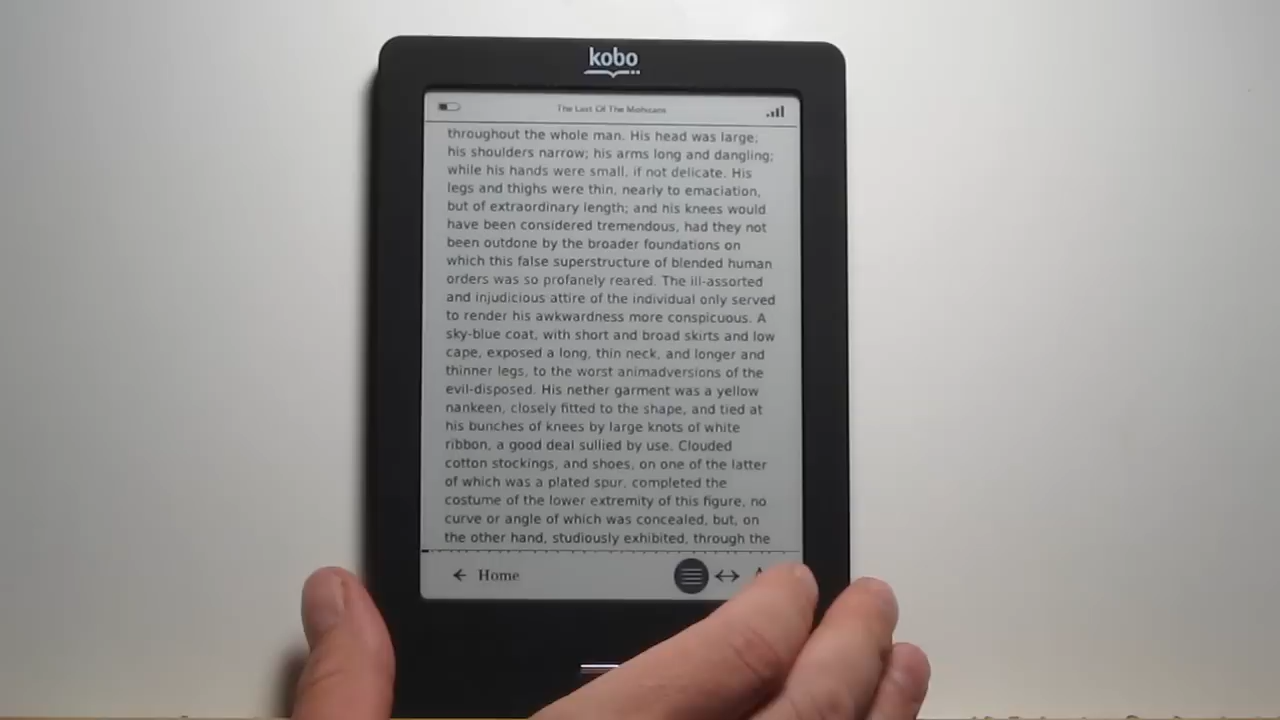 kobo
The Last Of The Mohicans
throughout the whole man. His head was large;
his shoulders narrow; his arms long and dangling;
while his hands were small, if not delicate. His
legs and thighs were thin, nearly to emaciation,
but of extraordinary length; and his knees would
have been considered tremendous, had they not
been outdone by the broader foundations on
which this false superstructure of blended human
orders was so profanely reared. The ill-assorted
and injudicious attire of the individual only served
to render his awkwardness more conspicuous. A
sky-blue coat, with short and broad skirts and low
cape, exposed a long, thin neck, and longer and
thinner legs, to the worst animadversions of the
evil-disposed. His nether garment was a yellow
nankeen, closely fitted to the shape, and tied at
his bunches of knees by large knots of white
ribbon, a good deal sullied by use. Clouded
cotton stockings, and shoes, on one of the latter
of which was a plated spur, completed the
costume of the lower extremity of this figure, no
curve or angle of which was concealed, but, on
the other hand, studiously exhibited, through the
Home